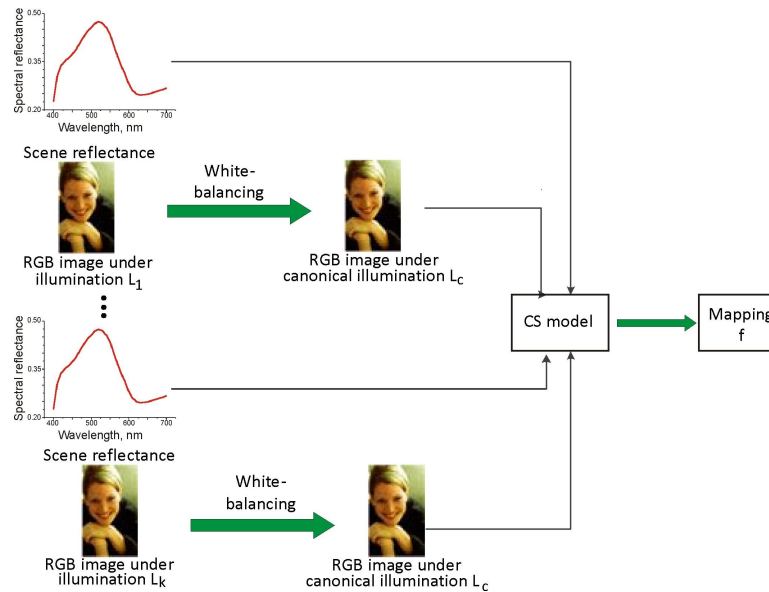 0.50
0.35
0.20
Spectral reflectance
400 500 600 700
Wavelength, nm
Scene reflectance
White-
balancing
RGB image under
illumination L1
RGB image under
canonical illumination Lc
CS model
Mapping
f
0.50
0.35
0.20
Spectral reflectance
400 500 600 700
Wavelength, nm
Scene reflectance
White-
balancing
RGB image under
illumination Lk
RGB image under
canonical illumination Lc